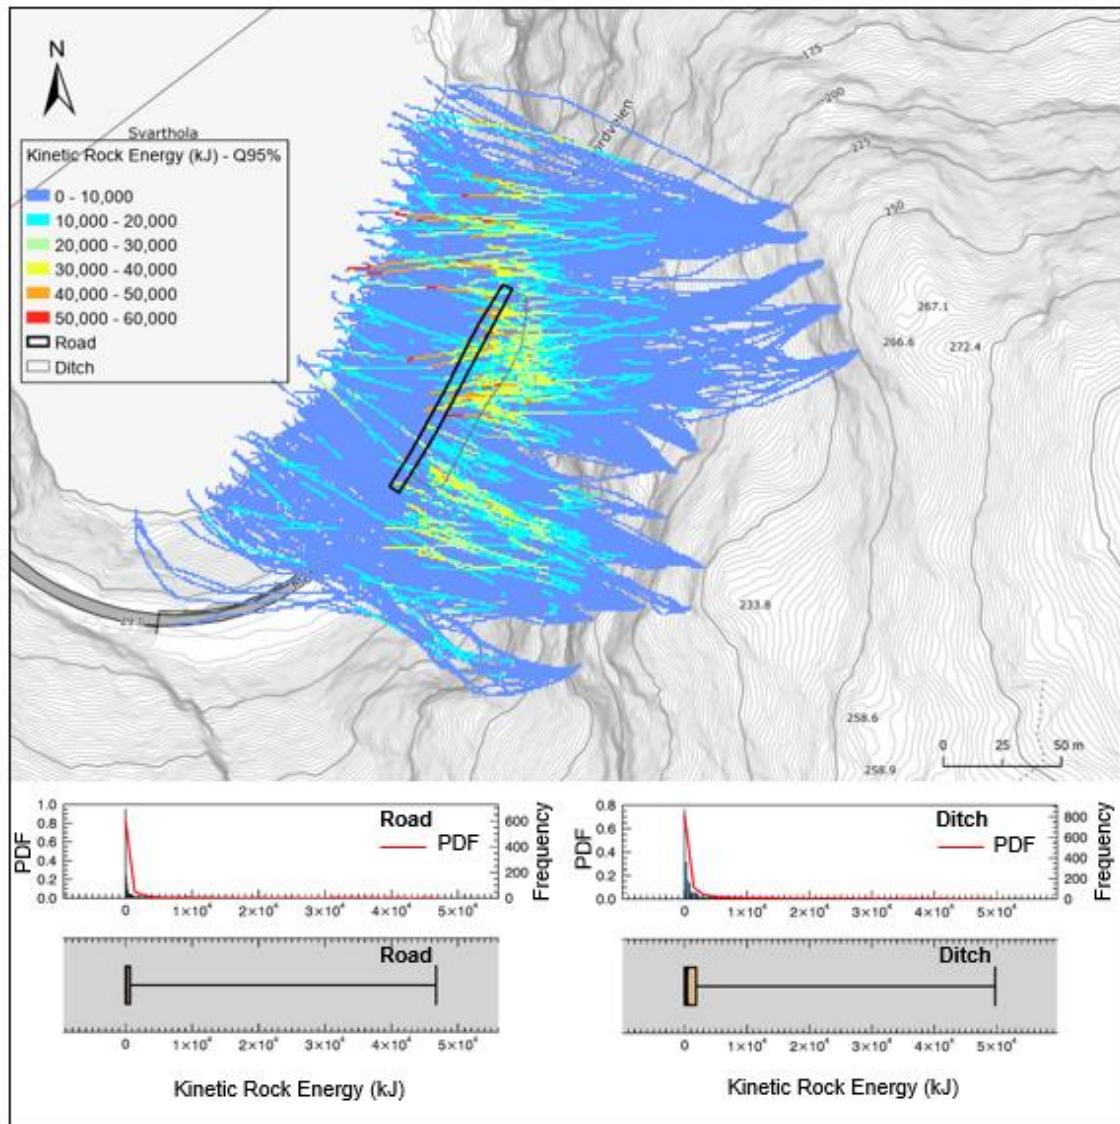 N
Svarthola
Kinetic Rock Energy (kJ) - Q95%
0 - 10,000
10,000 - 20,000
20,000 - 30,000
30,000 - 40,000
40,000 - 50,000
50,000 - 60,000
Road
Ditch
ordveien
175
200
225
250
267.1
266.6
272.4
233.8
258.6
258.9
0 25 50 m
1.0
0.8
0.6
0.4
0.2
0.0
PDF
Road
PDF
600
400
200
0
Frequency
0 1×10⁴ 2×10⁴ 3×10⁴ 4×10⁴ 5×10⁴
Road
0 1×10⁴ 2×10⁴ 3×10⁴ 4×10⁴ 5×10⁴
Kinetic Rock Energy (kJ)
0.8
0.6
0.4
0.2
0.0
PDF
Ditch
PDF
800
600
400
200
0
Frequency
0 1×10⁴ 2×10⁴ 3×10⁴ 4×10⁴ 5×10⁴
Ditch
0 1×10⁴ 2×10⁴ 3×10⁴ 4×10⁴ 5×10⁴
Kinetic Rock Energy (kJ)